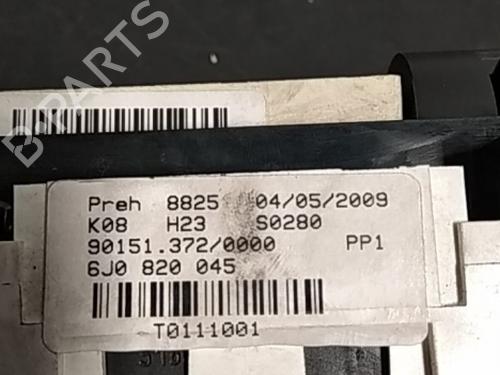 B-PARTS
Preh 8825 04/05/2009
K08 H23 S0280
90151.372/0000 PP1
6J0 820 045
T0111001